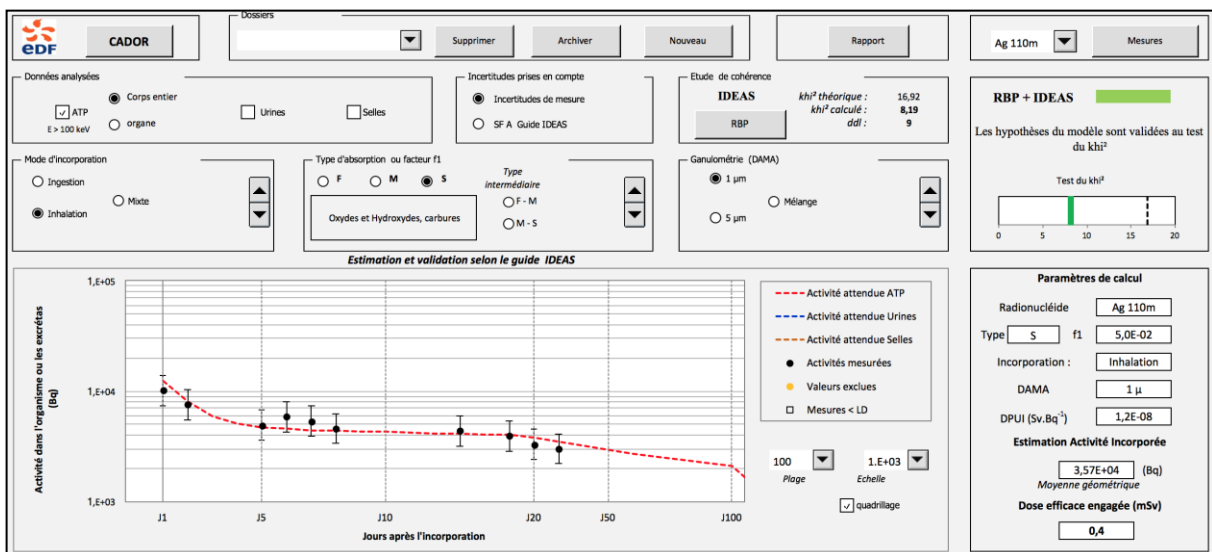 eDF
CADOR
Dossiers
Supprimer
Archiver
Nouveau
Rapport
Ag 110m
Mesures
Données analysées
ATP
E > 100 keV
Corps entier
organe
Urines
Selles
Incertitudes prises en compte
Incertitudes de mesure
SF A Guide IDEAS
Etude de cohérence
IDEAS
RBP
khi² théorique : 16,92
khi² calculé : 8,19
ddl : 9
RBP + IDEAS
Les hypothèses du modèle sont validées au test
du khi²
Test du khi²
0 5 10 15 20
Mode d'incorporation
Ingestion
Mixte
Inhalation
Type d'absorption ou facteur f1
F M S
Oxydes et Hydroxydes, carbures
Type
intermédiaire
F - M
M - S
Ganulométrie (DAMA)
1 µm
Mélange
5 µm
Estimation et validation selon le guide IDEAS
Activité dans l'organisme ou les excrétas
(Bq)
1,E+05
1,E+04
1,E+03
J1 J5 J10 J20 J50 J100
Jours après l'incorporation
Activité attendue ATP
Activité attendue Urines
Activité attendue Selles
Activités mesurées
Valeurs exclues
Mesures < LD
100
Plage
1.E+03
Echelle
quadrillage
Paramètres de calcul
Radionucléide Ag 110m
Type S f1 5,0E-02
Incorporation : Inhalation
DAMA 1 µ
DPUI (Sv.Bq-1) 1,2E-08
Estimation Activité Incorporée
3,57E+04 (Bq)
Moyenne géométrique
Dose efficace engagée (mSv)
0,4